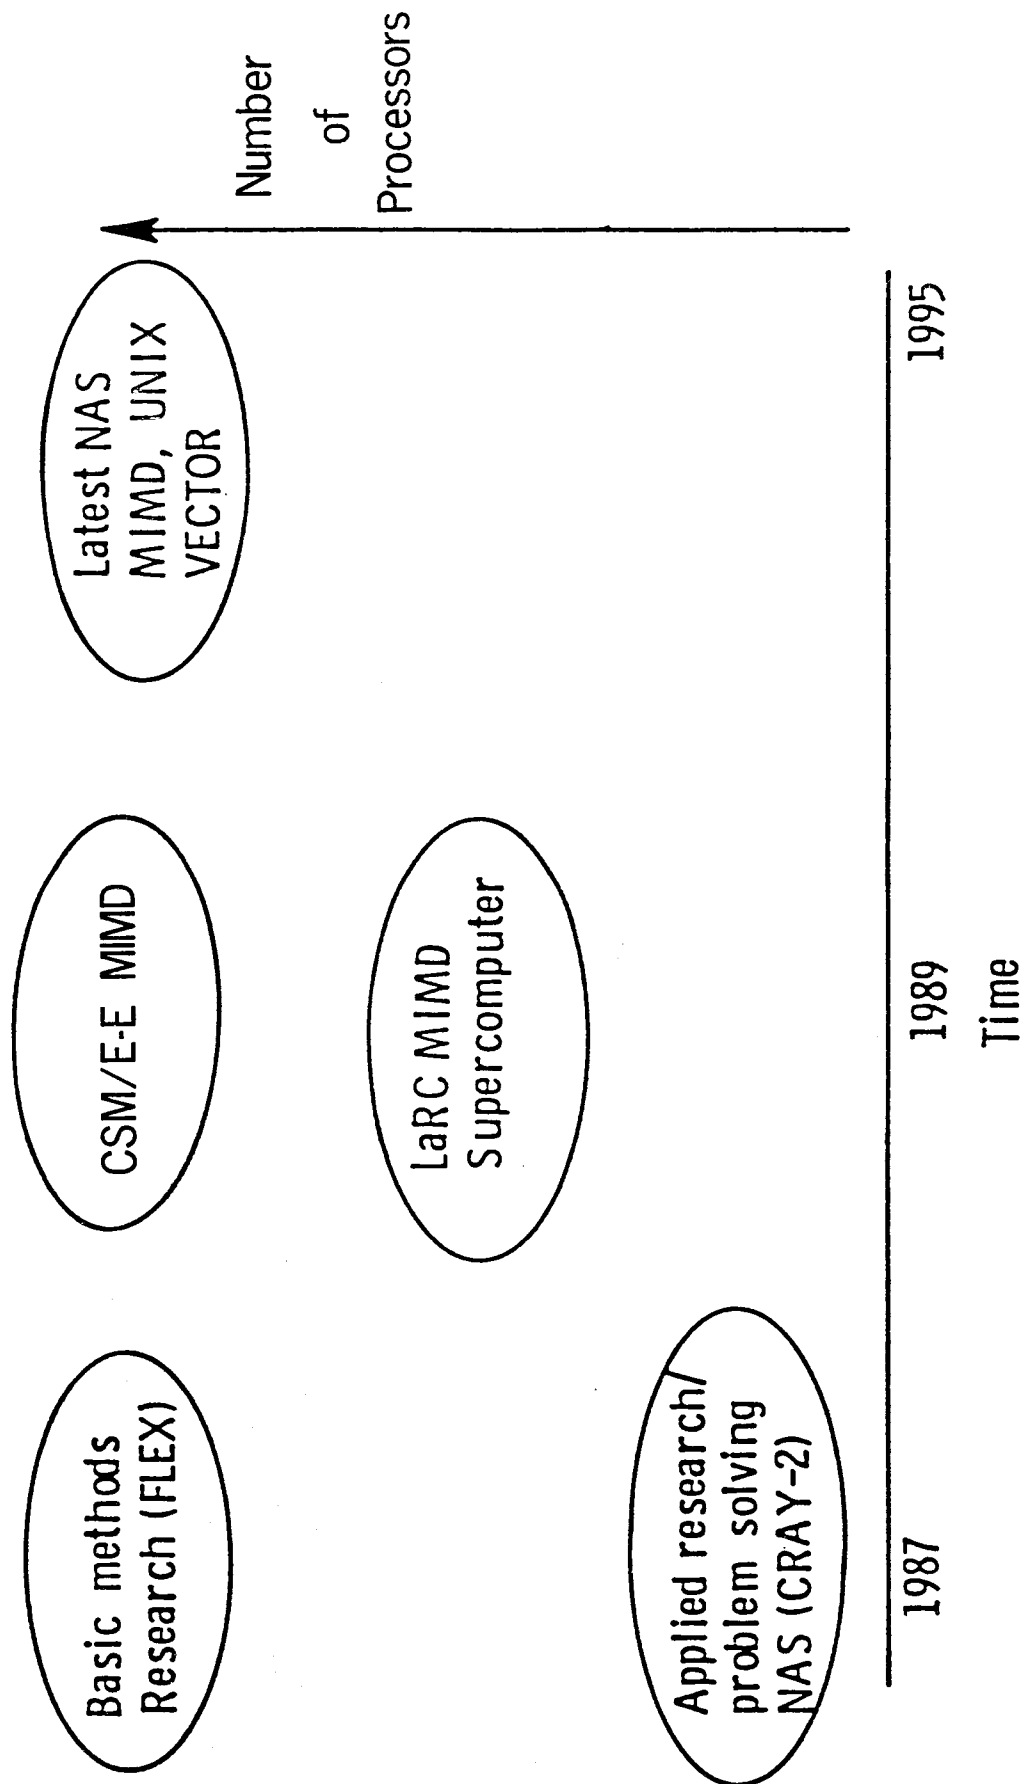 Basic methods
Research (FLEX)
CSM/E-E MIMD
Latest NAS
MIMD, UNIX
VECTOR
Number
of
Processors
LaRC MIMD
Supercomputer
Applied research/
problem solving
NAS (CRAY-2)
1987
1989
1995
Time